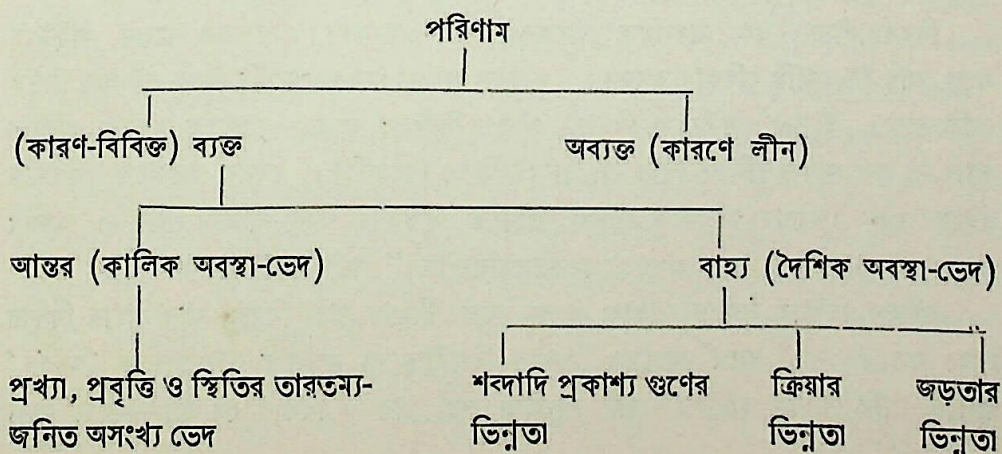 পরিণাম
(কারণ-বিবিক্ত) ব্যক্ত অব্যক্ত (কারণে লীন)
আন্তর (কালিক অবস্থা-ভেদ) বাহ্য (দৈশিক অবস্থা-ভেদ)
প্রখ্যা, প্রবৃত্তি ও স্থিতির তারতম্য- শব্দাদি প্রকাশ্য গুণের ক্রিয়ার জড়তার
জনিত অসংখ্য ভেদ ভিন্নতা ভিন্নতা ভিন্নতা